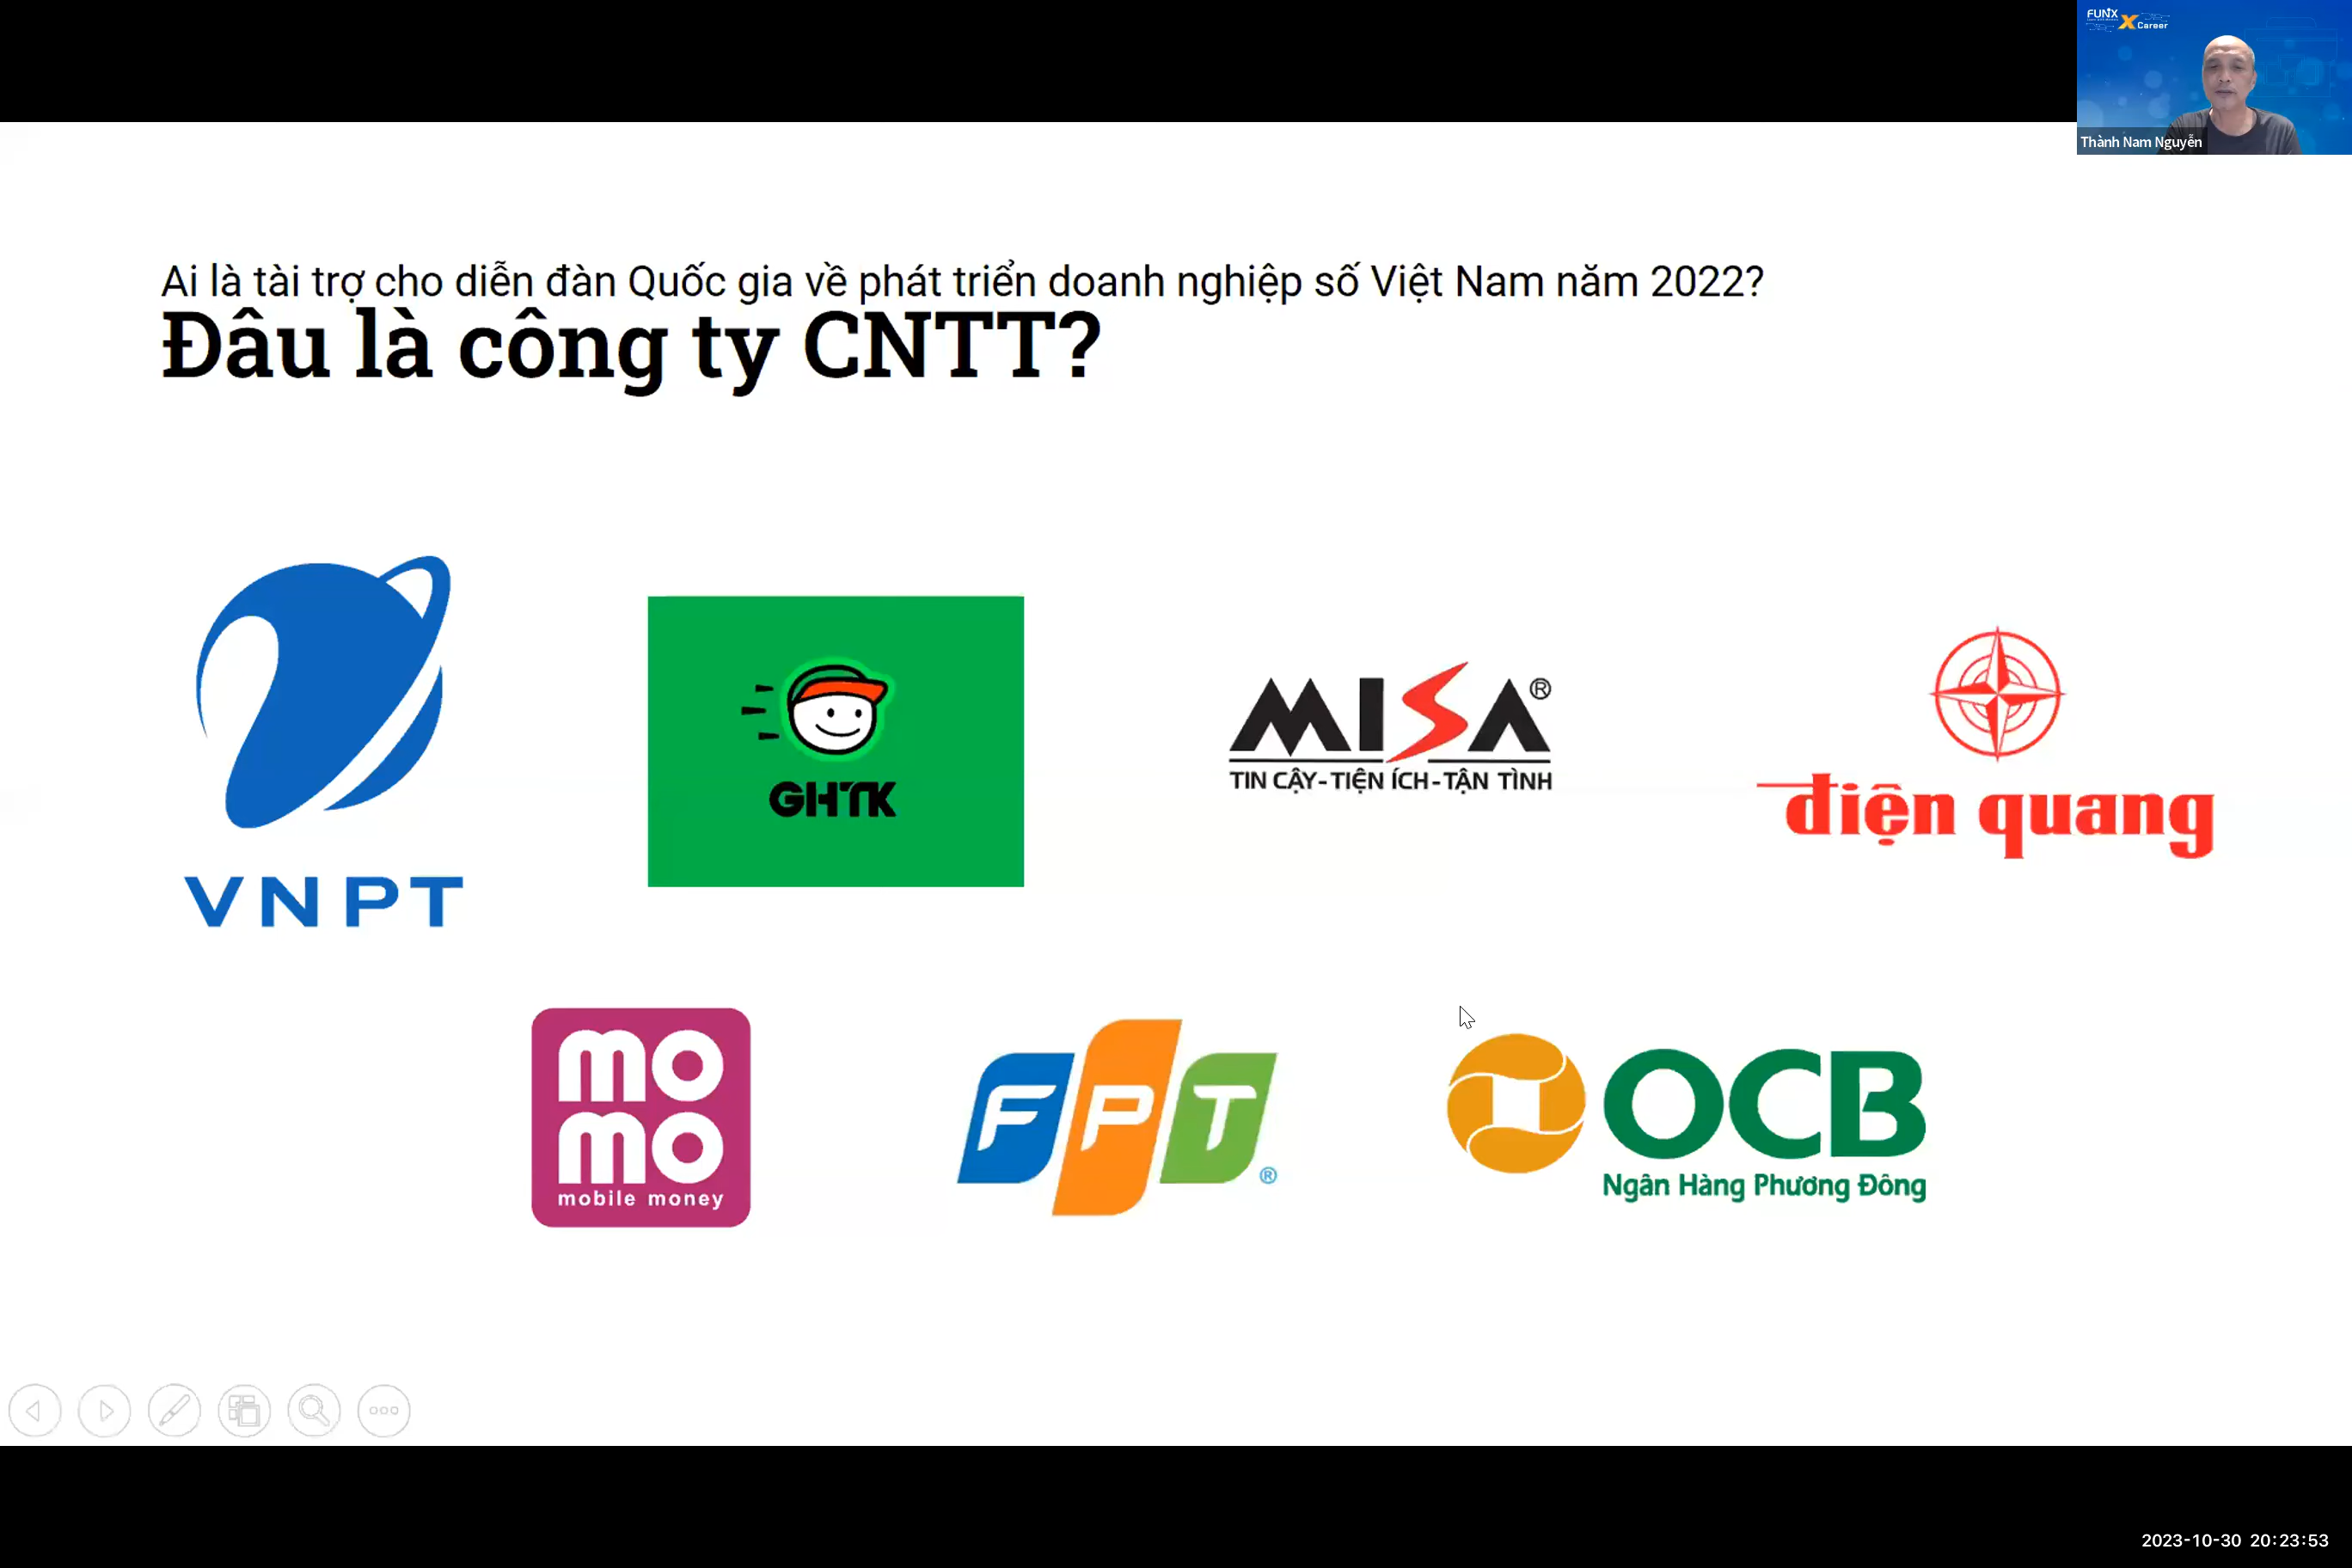 FUNiX
X Career
Thành Nam Nguyễn
Ai là tài trợ cho diễn đàn Quốc gia về phát triển doanh nghiệp số Việt Nam năm 2022?
Đâu là công ty CNTT?
VNPT
GHTK
MISA®
TIN CẬY-TIỆN ÍCH-TẬN TÌNH
điện quang
mo
mo
mobile money
FPT®
OCB
Ngân Hàng Phương Đông
2023-10-30 20:23:53